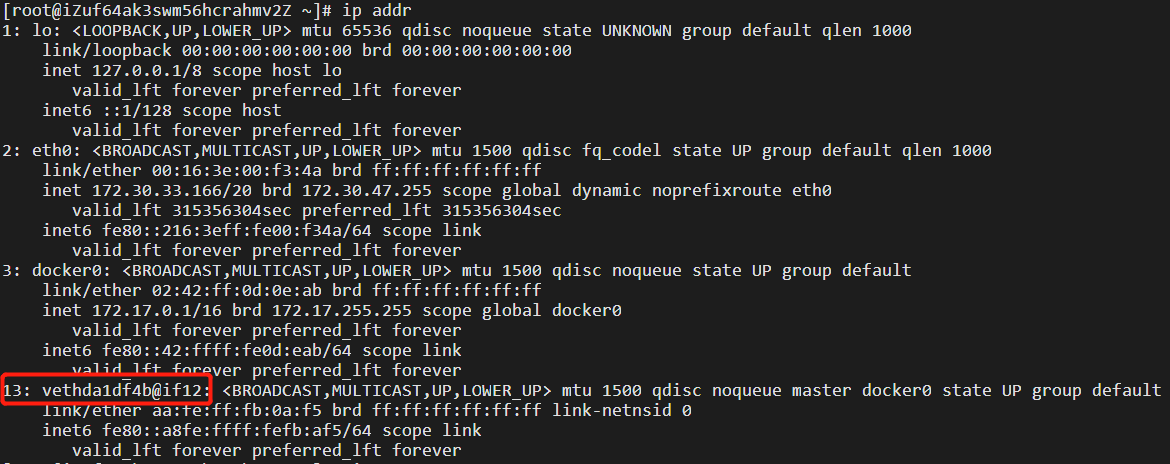 [root@iZuf64ak3swm56hcrahmv2Z ~]# ip addr
1: lo: <LOOPBACK,UP,LOWER_UP> mtu 65536 qdisc noqueue state UNKNOWN group default qlen 1000
    link/loopback 00:00:00:00:00:00 brd 00:00:00:00:00:00
    inet 127.0.0.1/8 scope host lo
       valid_lft forever preferred_lft forever
    inet6 ::1/128 scope host
       valid_lft forever preferred_lft forever
2: eth0: <BROADCAST,MULTICAST,UP,LOWER_UP> mtu 1500 qdisc fq_codel state UP group default qlen 1000
    link/ether 00:16:3e:00:f3:4a brd ff:ff:ff:ff:ff:ff
    inet 172.30.33.166/20 brd 172.30.47.255 scope global dynamic noprefixroute eth0
       valid_lft 315356304sec preferred_lft 315356304sec
    inet6 fe80::216:3eff:fe00:f34a/64 scope link
       valid_lft forever preferred_lft forever
3: docker0: <BROADCAST,MULTICAST,UP,LOWER_UP> mtu 1500 qdisc noqueue state UP group default
    link/ether 02:42:ff:0d:0e:ab brd ff:ff:ff:ff:ff:ff
    inet 172.17.0.1/16 brd 172.17.255.255 scope global docker0
       valid_lft forever preferred_lft forever
    inet6 fe80::42:ffff:fe0d:eab/64 scope link
       valid_lft forever preferred_lft forever
13: vethda1df4b@if12: <BROADCAST,MULTICAST,UP,LOWER_UP> mtu 1500 qdisc noqueue master docker0 state UP group default
    link/ether aa:fe:ff:fb:0a:f5 brd ff:ff:ff:ff:ff:ff link-netnsid 0
    inet6 fe80::a8fe:ffff:fefb:af5/64 scope link
       valid_lft forever preferred_lft forever